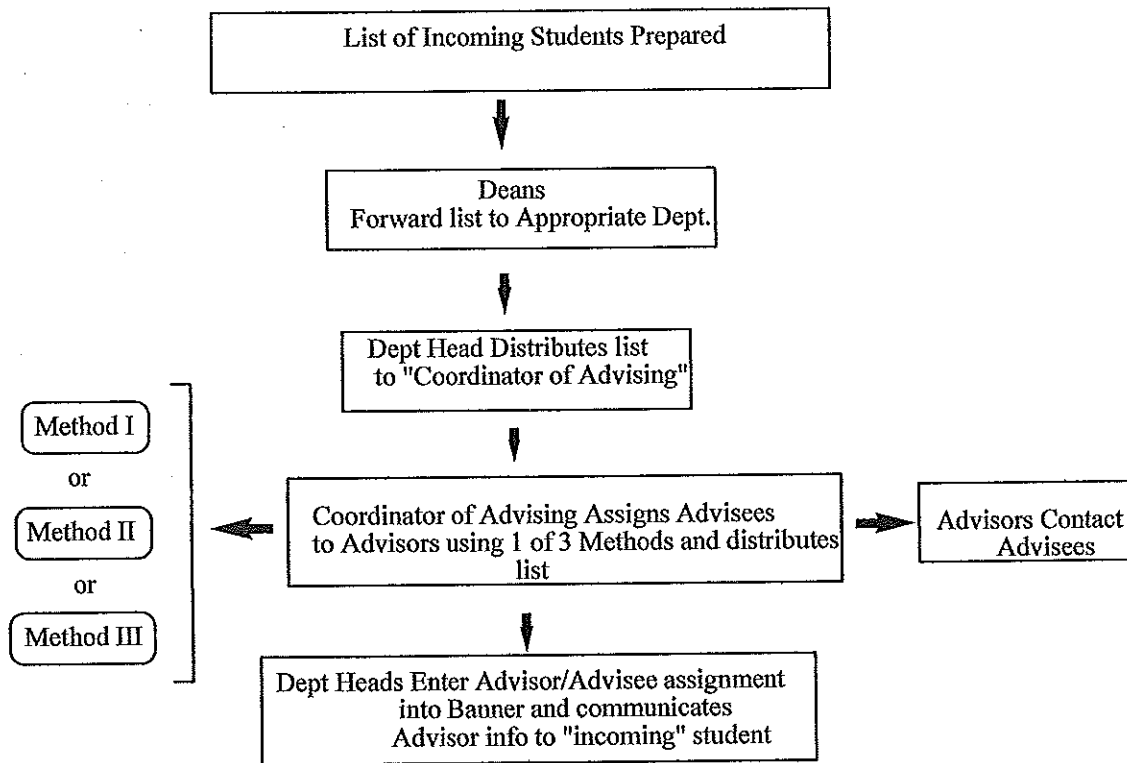 List of Incoming Students Prepared
Deans
Forward list to Appropriate Dept.
Dept Head Distributes list
to "Coordinator of Advising"
Method I
or
Method II
or
Method III
Coordinator of Advising Assigns Advisees
to Advisors using 1 of 3 Methods and distributes
list
Advisors Contact
Advisees
Dept Heads Enter Advisor/Advisee assignment
into Banner and communicates
Advisor info to "incoming" student